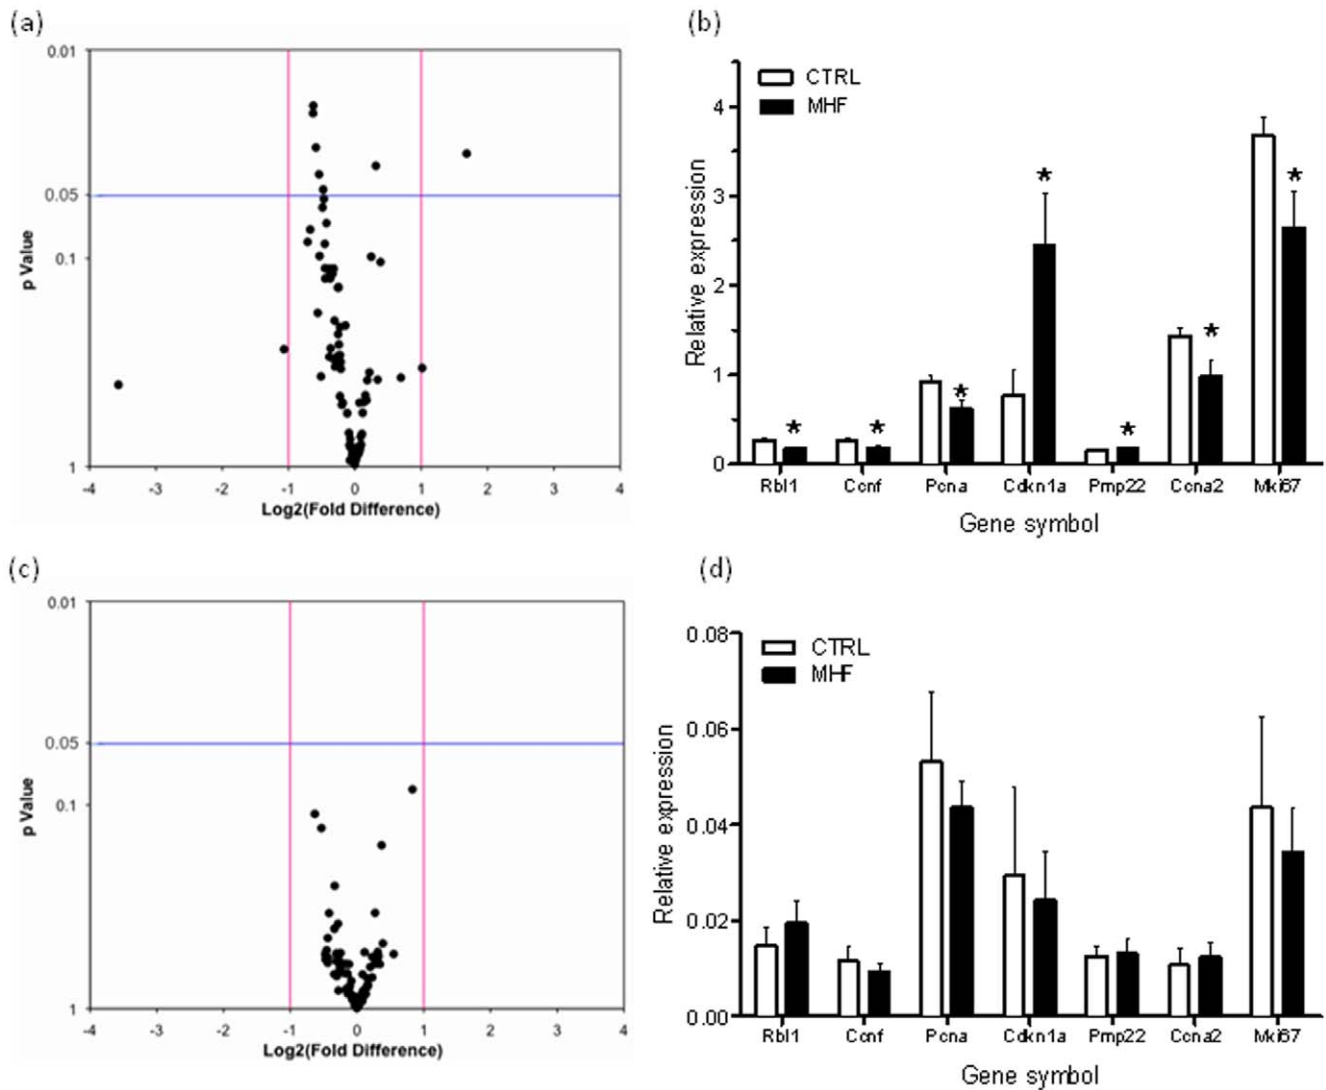 (a)
0.01
0.05
0.1
1
p Value
-4 -3 -2 -1 0 1 2 3 4
Log2(Fold Difference)
(b)
CTRL
MHF
4
3
2
1
0
Relative expression
* * * * * * *
Rbl1 Ccnf Pcna Cdkn1a Pmp22 Ccna2 Mki67
Gene symbol
(c)
0.01
0.05
0.1
1
p Value
-4 -3 -2 -1 0 1 2 3 4
Log2(Fold Difference)
(d)
CTRL
MHF
0.08
0.06
0.04
0.02
0.00
Relative expression
Rbl1 Ccnf Pcna Cdkn1a Pmp22 Ccna2 Mki67
Gene symbol